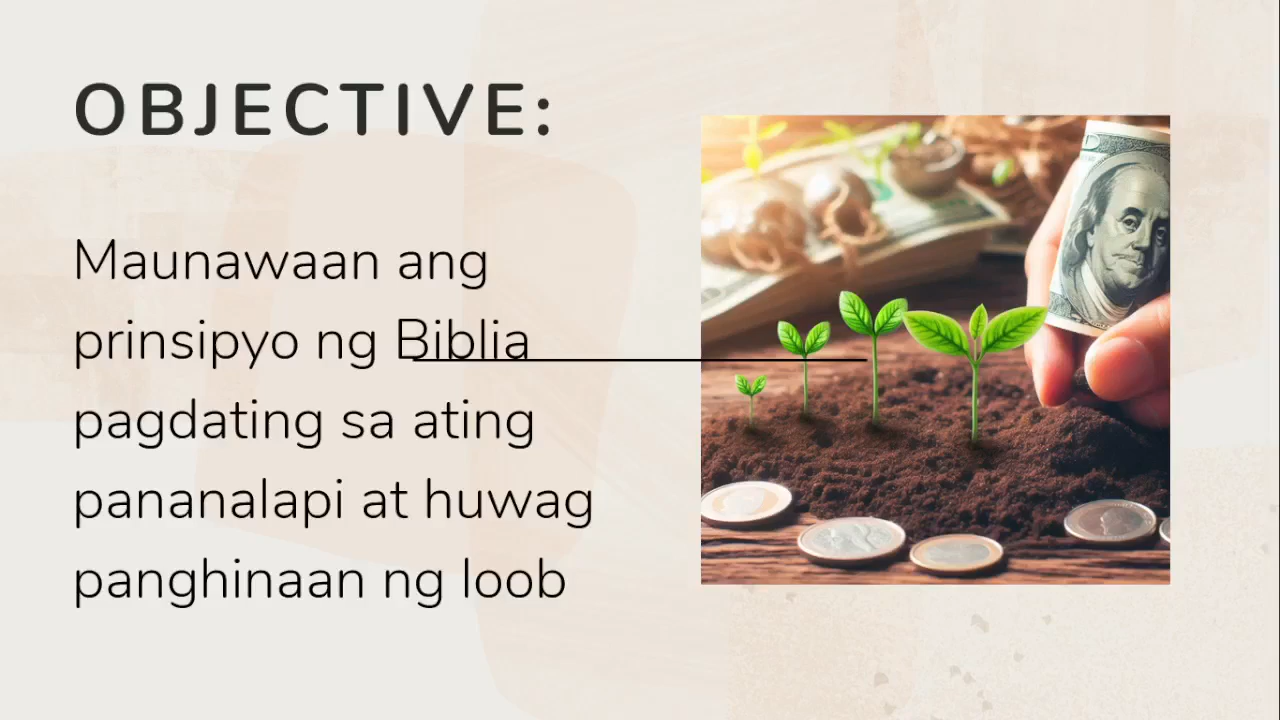 OBJECTIVE:
Maunawaan ang
prinsipyo ng Biblia
pagdating sa ating
pananalapi at huwag
panghinaan ng loob